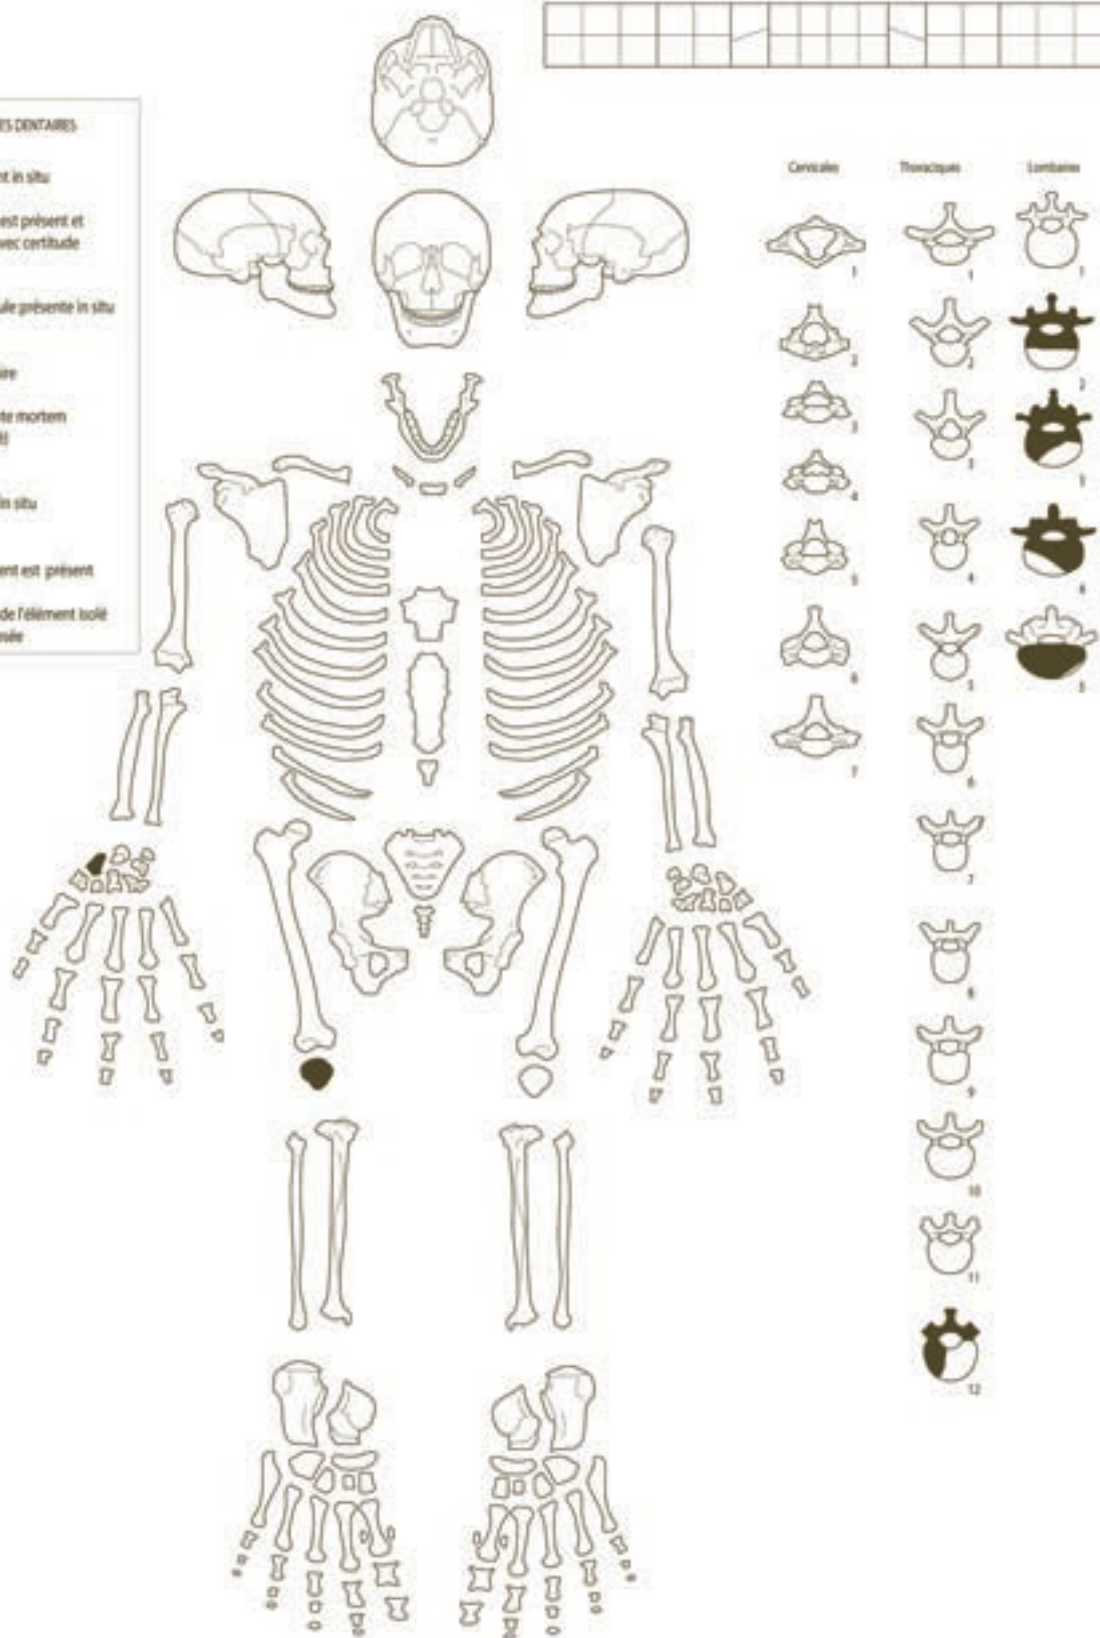 ES DENTAIRES
nt in situ
est présent et
vec certitude
ule présente in situ
ire
te mortem
in situ
ent est présent
de l'élément isolé
osée
Cervicales
Thoraciques
Lombaires
1
2
3
4
5
6
7
1
2
3
4
5
6
7
8
9
10
11
12
1
2
3
4
5